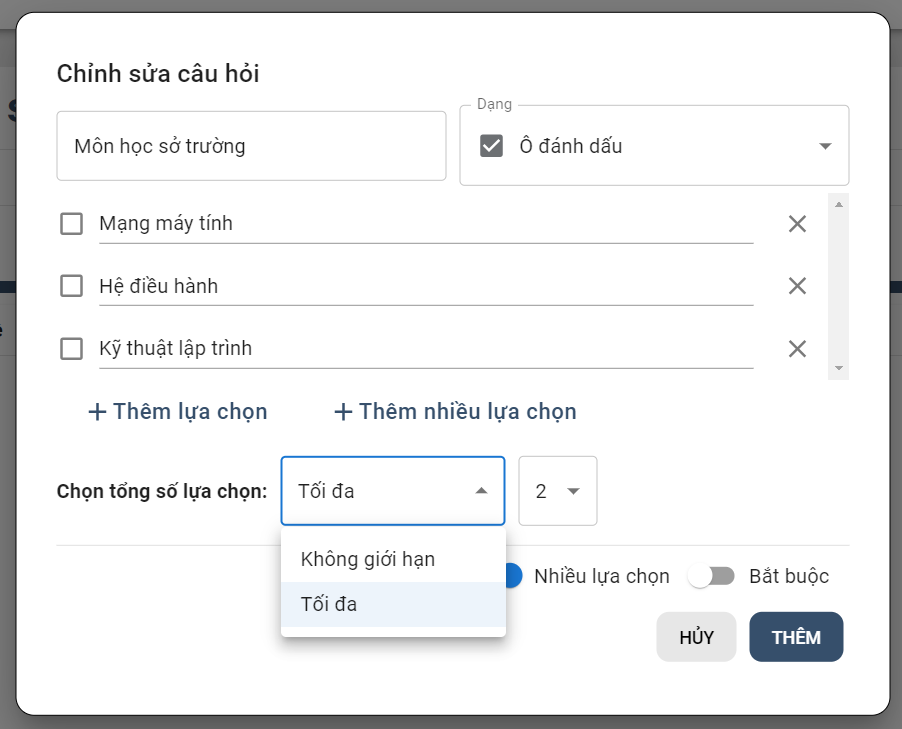 Chỉnh sửa câu hỏi
Dạng
Môn học sở trường
Ô đánh dấu
Mạng máy tính
Hệ điều hành
Kỹ thuật lập trình
+ Thêm lựa chọn
+ Thêm nhiều lựa chọn
Chọn tổng số lựa chọn:
Tối đa
2
Không giới hạn
Tối đa
Nhiều lựa chọn
Bắt buộc
HỦY
THÊM